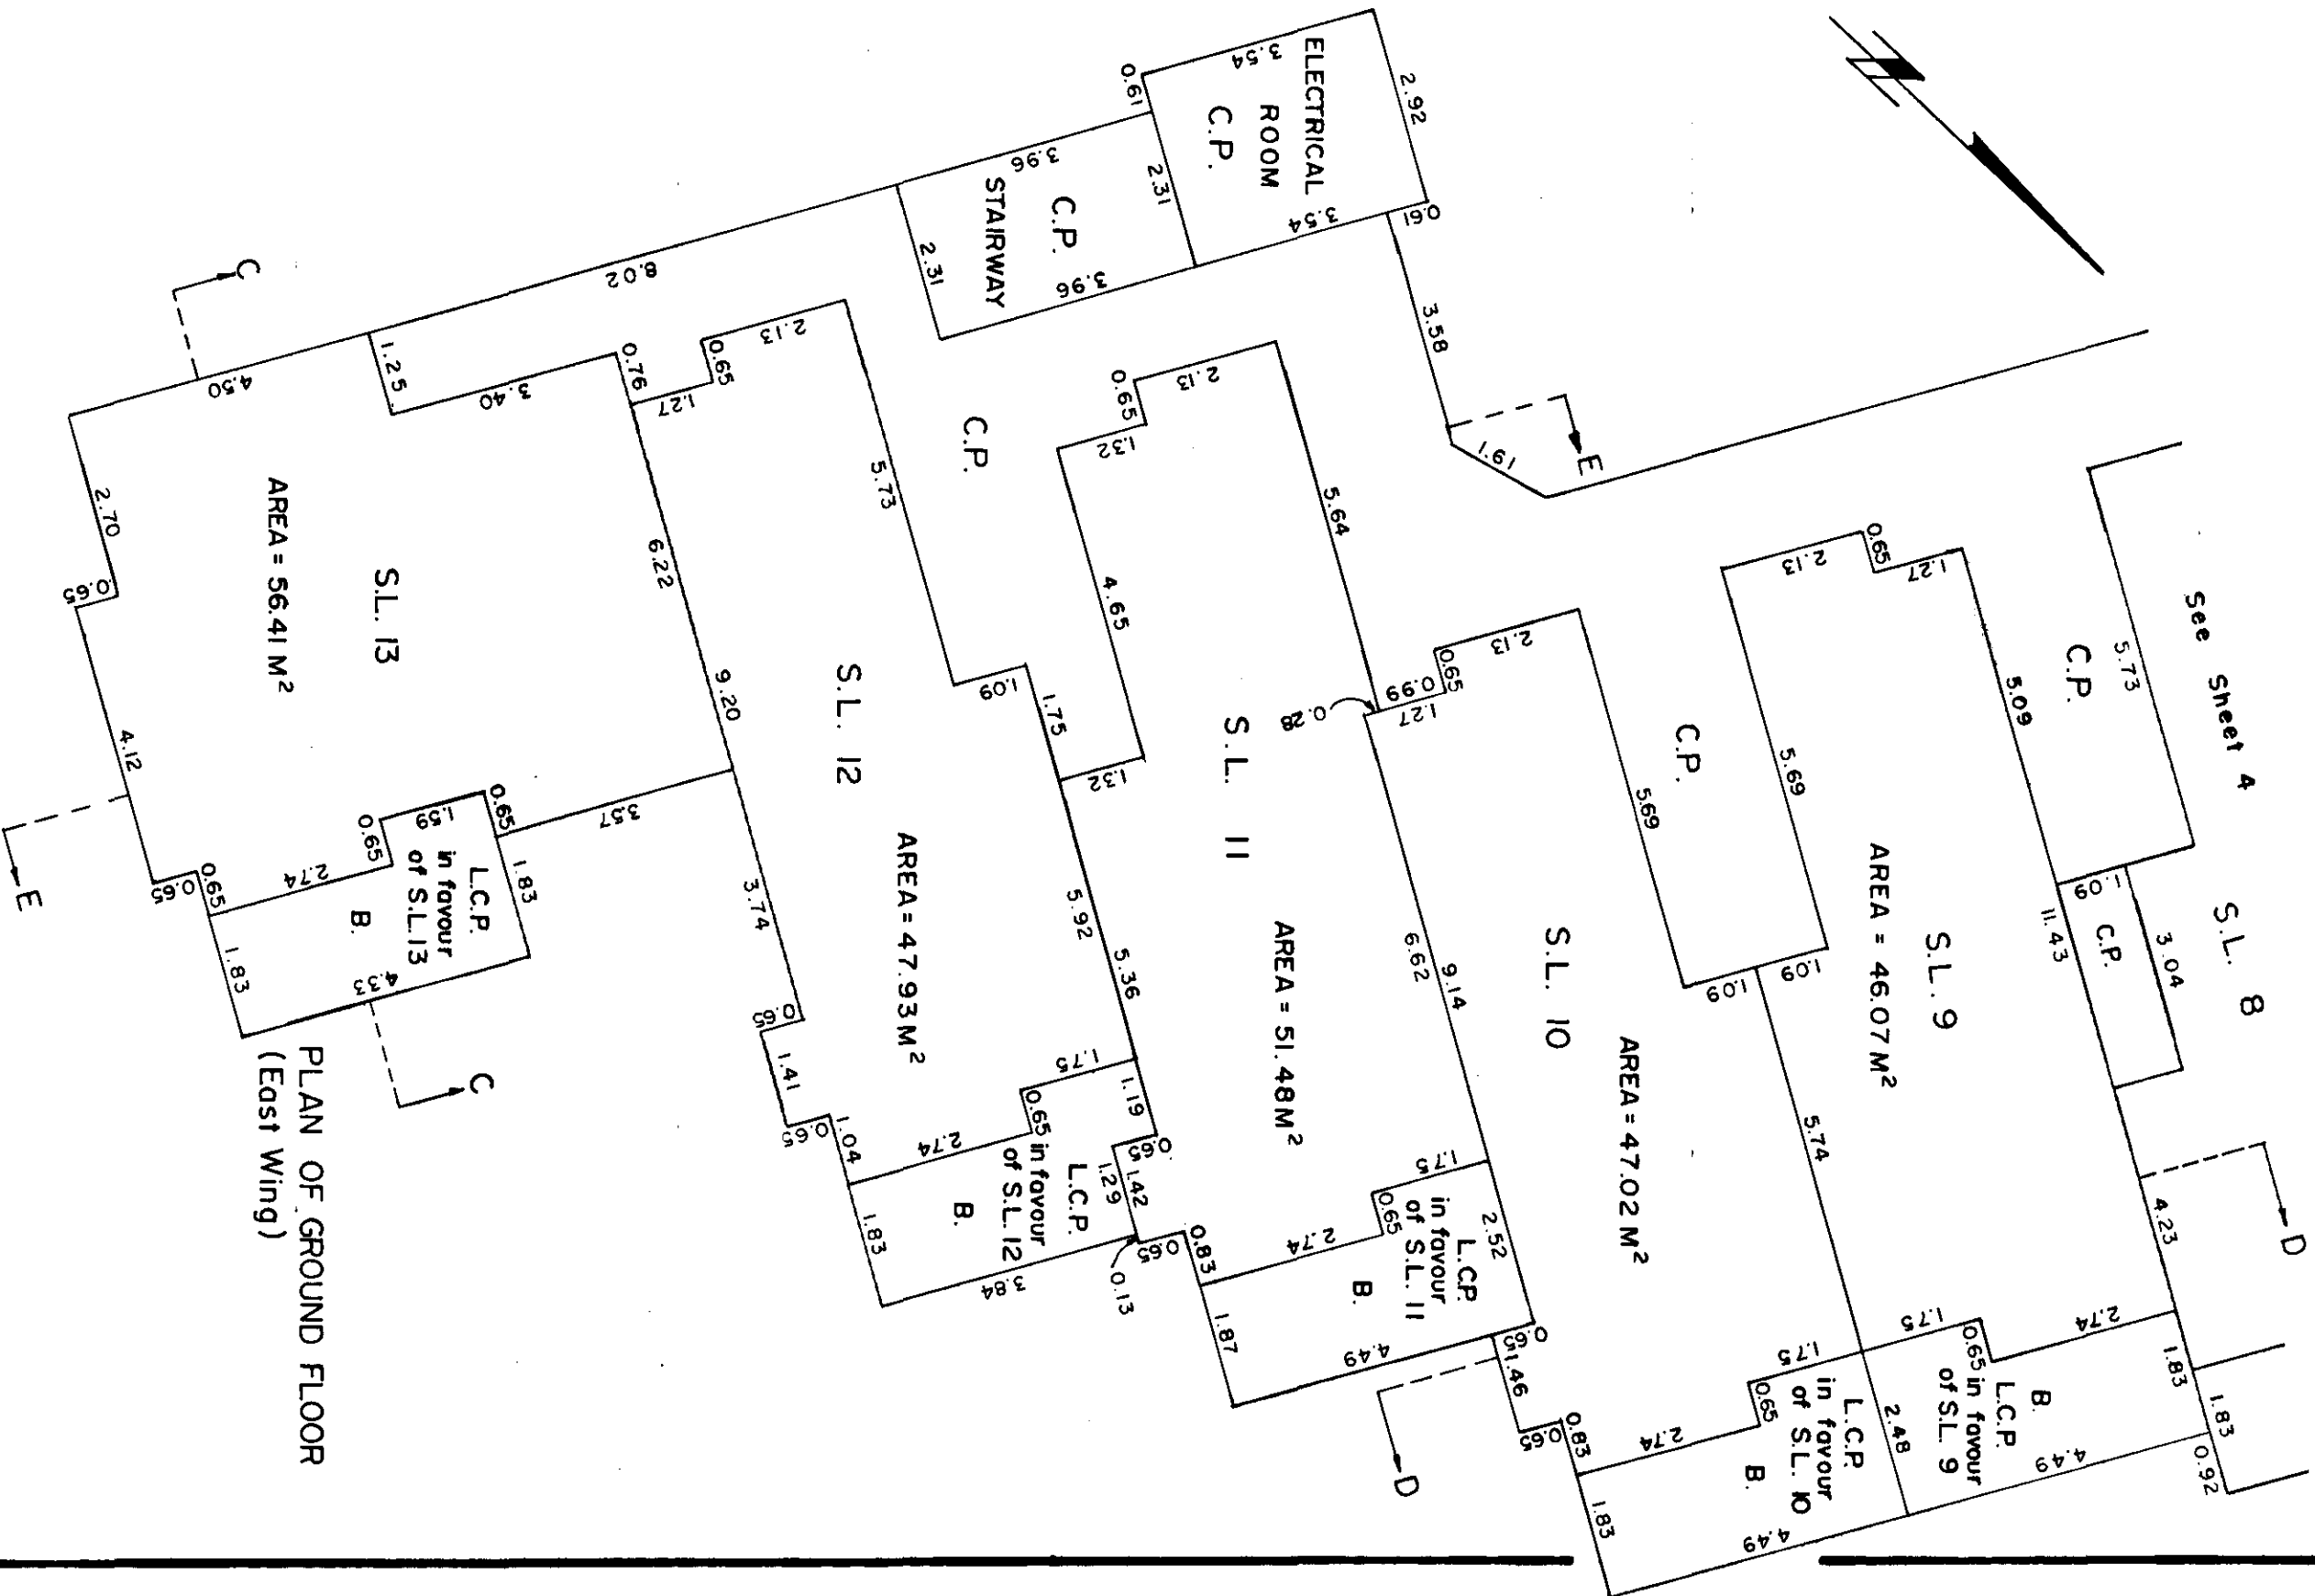 ELECTRICAL
ROOM
C.P.
3.54
2.92
0.61
0.61
3.54
2.31
3.96
C.P.
STAIRWAY
3.96
2.31
3.58
1.91
E
8.02
C
4.50
1.25
3.40
0.76
1.27
0.65
2.13
5.73
C.P.
1.09
1.75
2.13
0.65
1.32
4.65
1.32
5.64
0.28
0.99
1.27
0.65
2.13
C.P.
5.69
1.09
2.13
0.65
1.27
5.69
1.09
5.09
C.P.
5.73
See Sheet 4
S.L. 8
1.09
C.P.
3.04
11.43
4.23
D
S.L. 9
AREA = 46.07 M²
5.74
1.75
0.65
2.74
1.83
1.83
0.92
B.
L.C.P.
in favour
of S.L. 9
4.49
2.48
S.L. 10
AREA = 47.02 M²
9.14
6.62
2.52
1.75
0.65
2.74
L.C.P.
in favour
of S.L. 10
B.
4.49
1.83
0.83
0.65
1.46
0.65
D
S.L. 11
AREA = 51.48 M²
5.92
5.36
1.75
0.65
2.74
L.C.P.
in favour
of S.L. 11
B.
4.49
1.87
0.83
0.65
1.42
1.29
0.13
0.65
1.19
S.L. 12
AREA = 47.93 M²
6.22
9.20
3.74
0.65
1.41
0.65
1.04
1.75
0.65
2.74
L.C.P.
in favour
of S.L. 12
B.
3.84
1.83
S.L. 13
AREA = 56.41 M²
2.70
0.65
4.12
0.65
0.65
3.57
0.65
1.59
0.65
2.74
1.83
L.C.P.
in favour
of S.L. 13
B.
4.33
1.83
C
E
PLAN OF GROUND FLOOR
(East Wing)